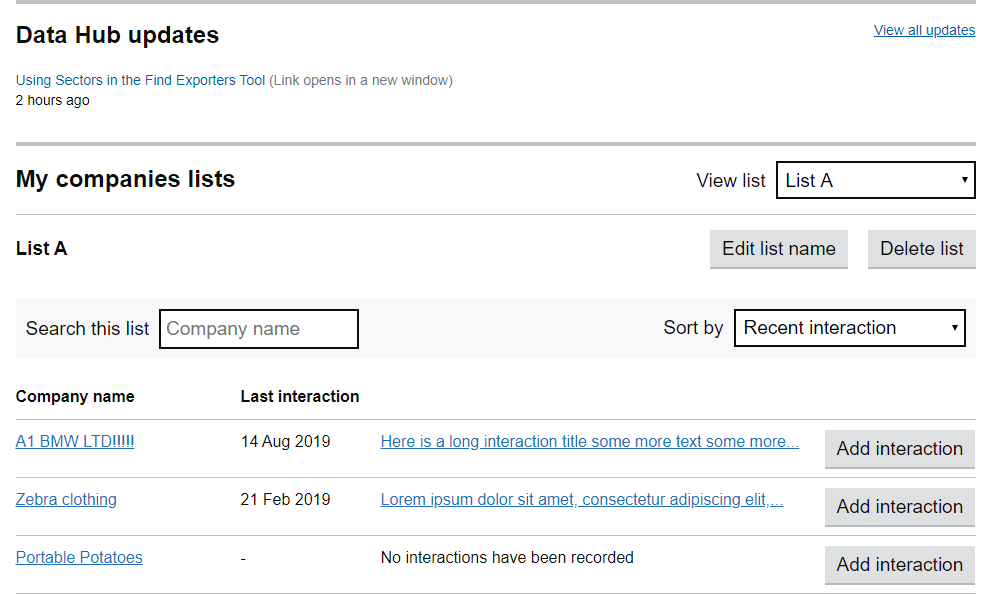 Data Hub updates
View all updates
Using Sectors in the Find Exporters Tool (Link opens in a new window)
2 hours ago
My companies lists
View list List A
List A
Edit list name Delete list
Search this list Company name Sort by Recent interaction
Company name Last interaction
A1 BMW LTD!!!!! 14 Aug 2019 Here is a long interaction title some more text some more... Add interaction
Zebra clothing 21 Feb 2019 Lorem ipsum dolor sit amet, consectetur adipiscing elit,... Add interaction
Portable Potatoes - No interactions have been recorded Add interaction